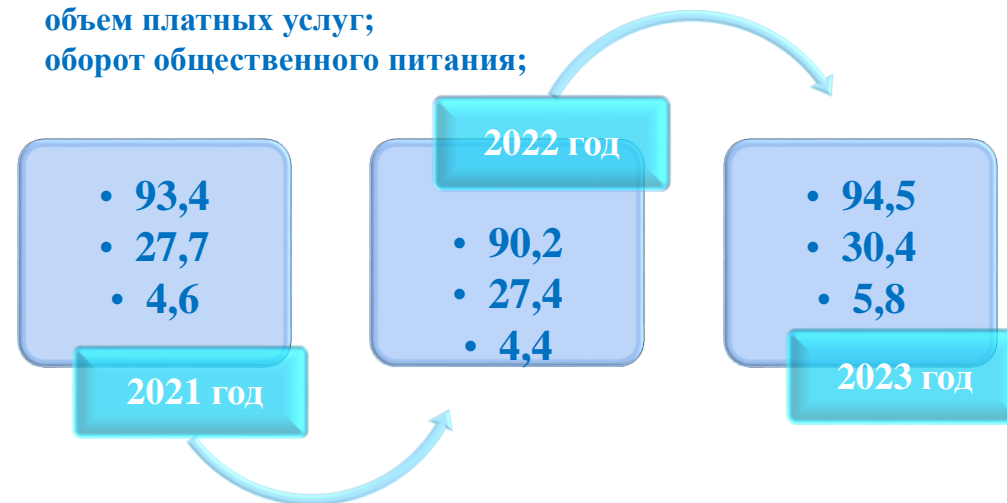 объем платных услуг;
оборот общественного питания;
• 93,4
• 27,7
• 4,6
2021 год
2022 год
• 90,2
• 27,4
• 4,4
• 94,5
• 30,4
• 5,8
2023 год